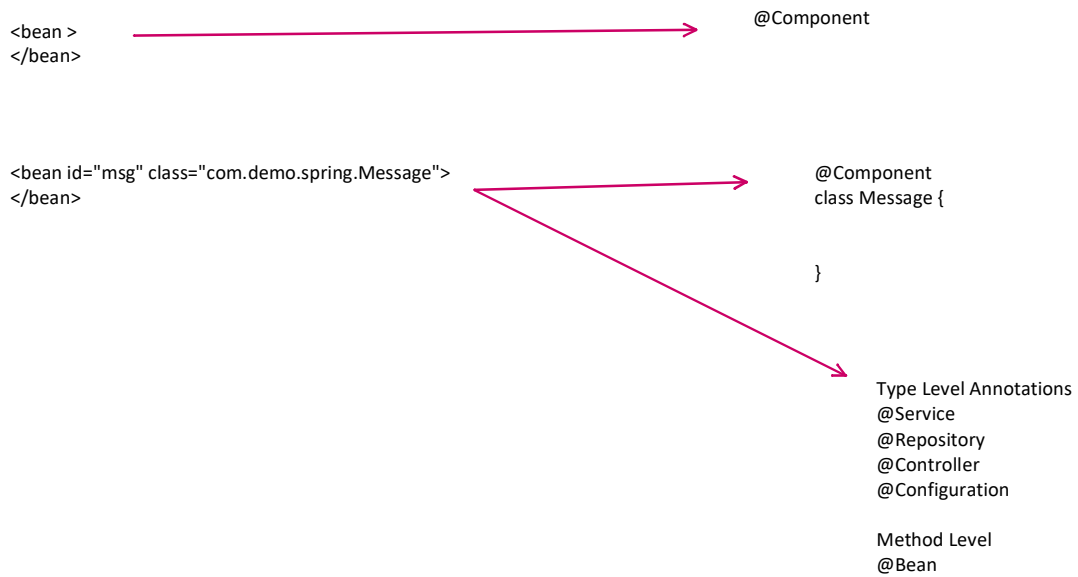 <bean >
</bean>
@Component
<bean id="msg" class="com.demo.spring.Message">
</bean>
@Component
class Message {
}
Type Level Annotations
@Service
@Repository
@Controller
@Configuration
Method Level
@Bean